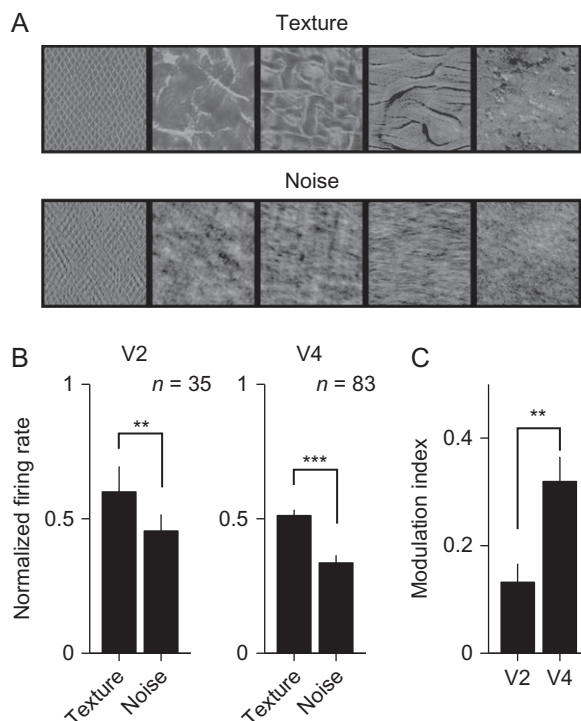 A
Texture
Noise
B
V2
n = 35
**
Normalized firing rate
1
0.5
0
Texture
Noise
V4
n = 83
***
1
0.5
0
Texture
Noise
C
**
Modulation index
0.4
0.2
0
V2
V4